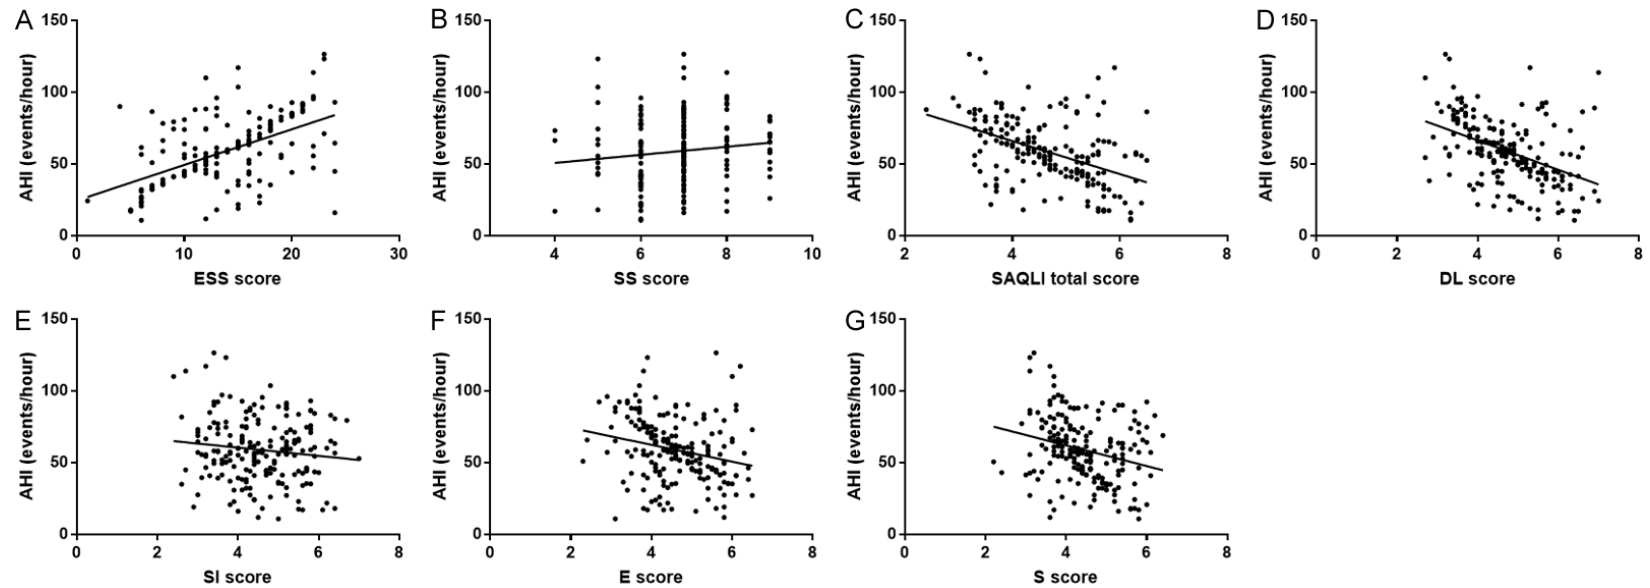 A
AHI (events/hour)
150
100
50
0
0
10
20
30
ESS score
B
AHI (events/hour)
150
100
50
0
4
6
8
10
SS score
C
AHI (events/hour)
150
100
50
0
2
4
6
8
SAQLI total score
D
AHI (events/hour)
150
100
50
0
0
2
4
6
8
DL score
E
AHI (events/hour)
150
100
50
0
0
2
4
6
8
SI score
F
AHI (events/hour)
150
100
50
0
0
2
4
6
8
E score
G
AHI (events/hour)
150
100
50
0
0
2
4
6
8
S score